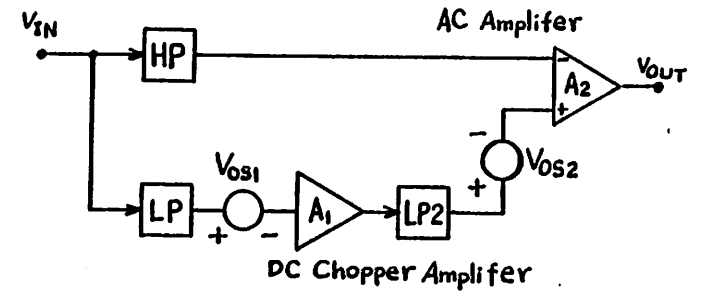 AC Amplifer
VIN
HP
-
A2
+
VOUT
-
VOS2
+
VOS1
LP
+
-
A1
LP2
DC Chopper Amplifer